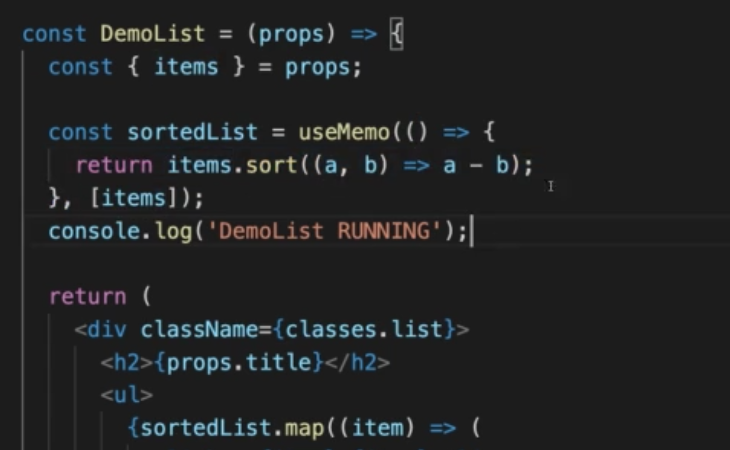 const DemoList = (props) => {
const { items } = props;
const sortedList = useMemo(() => {
return items.sort((a, b) => a - b);
}, [items]);
console.log('DemoList RUNNING');
return (
<div className={classes.list}>
<h2>{props.title}</h2>
<ul>
{sortedList.map((item) => (